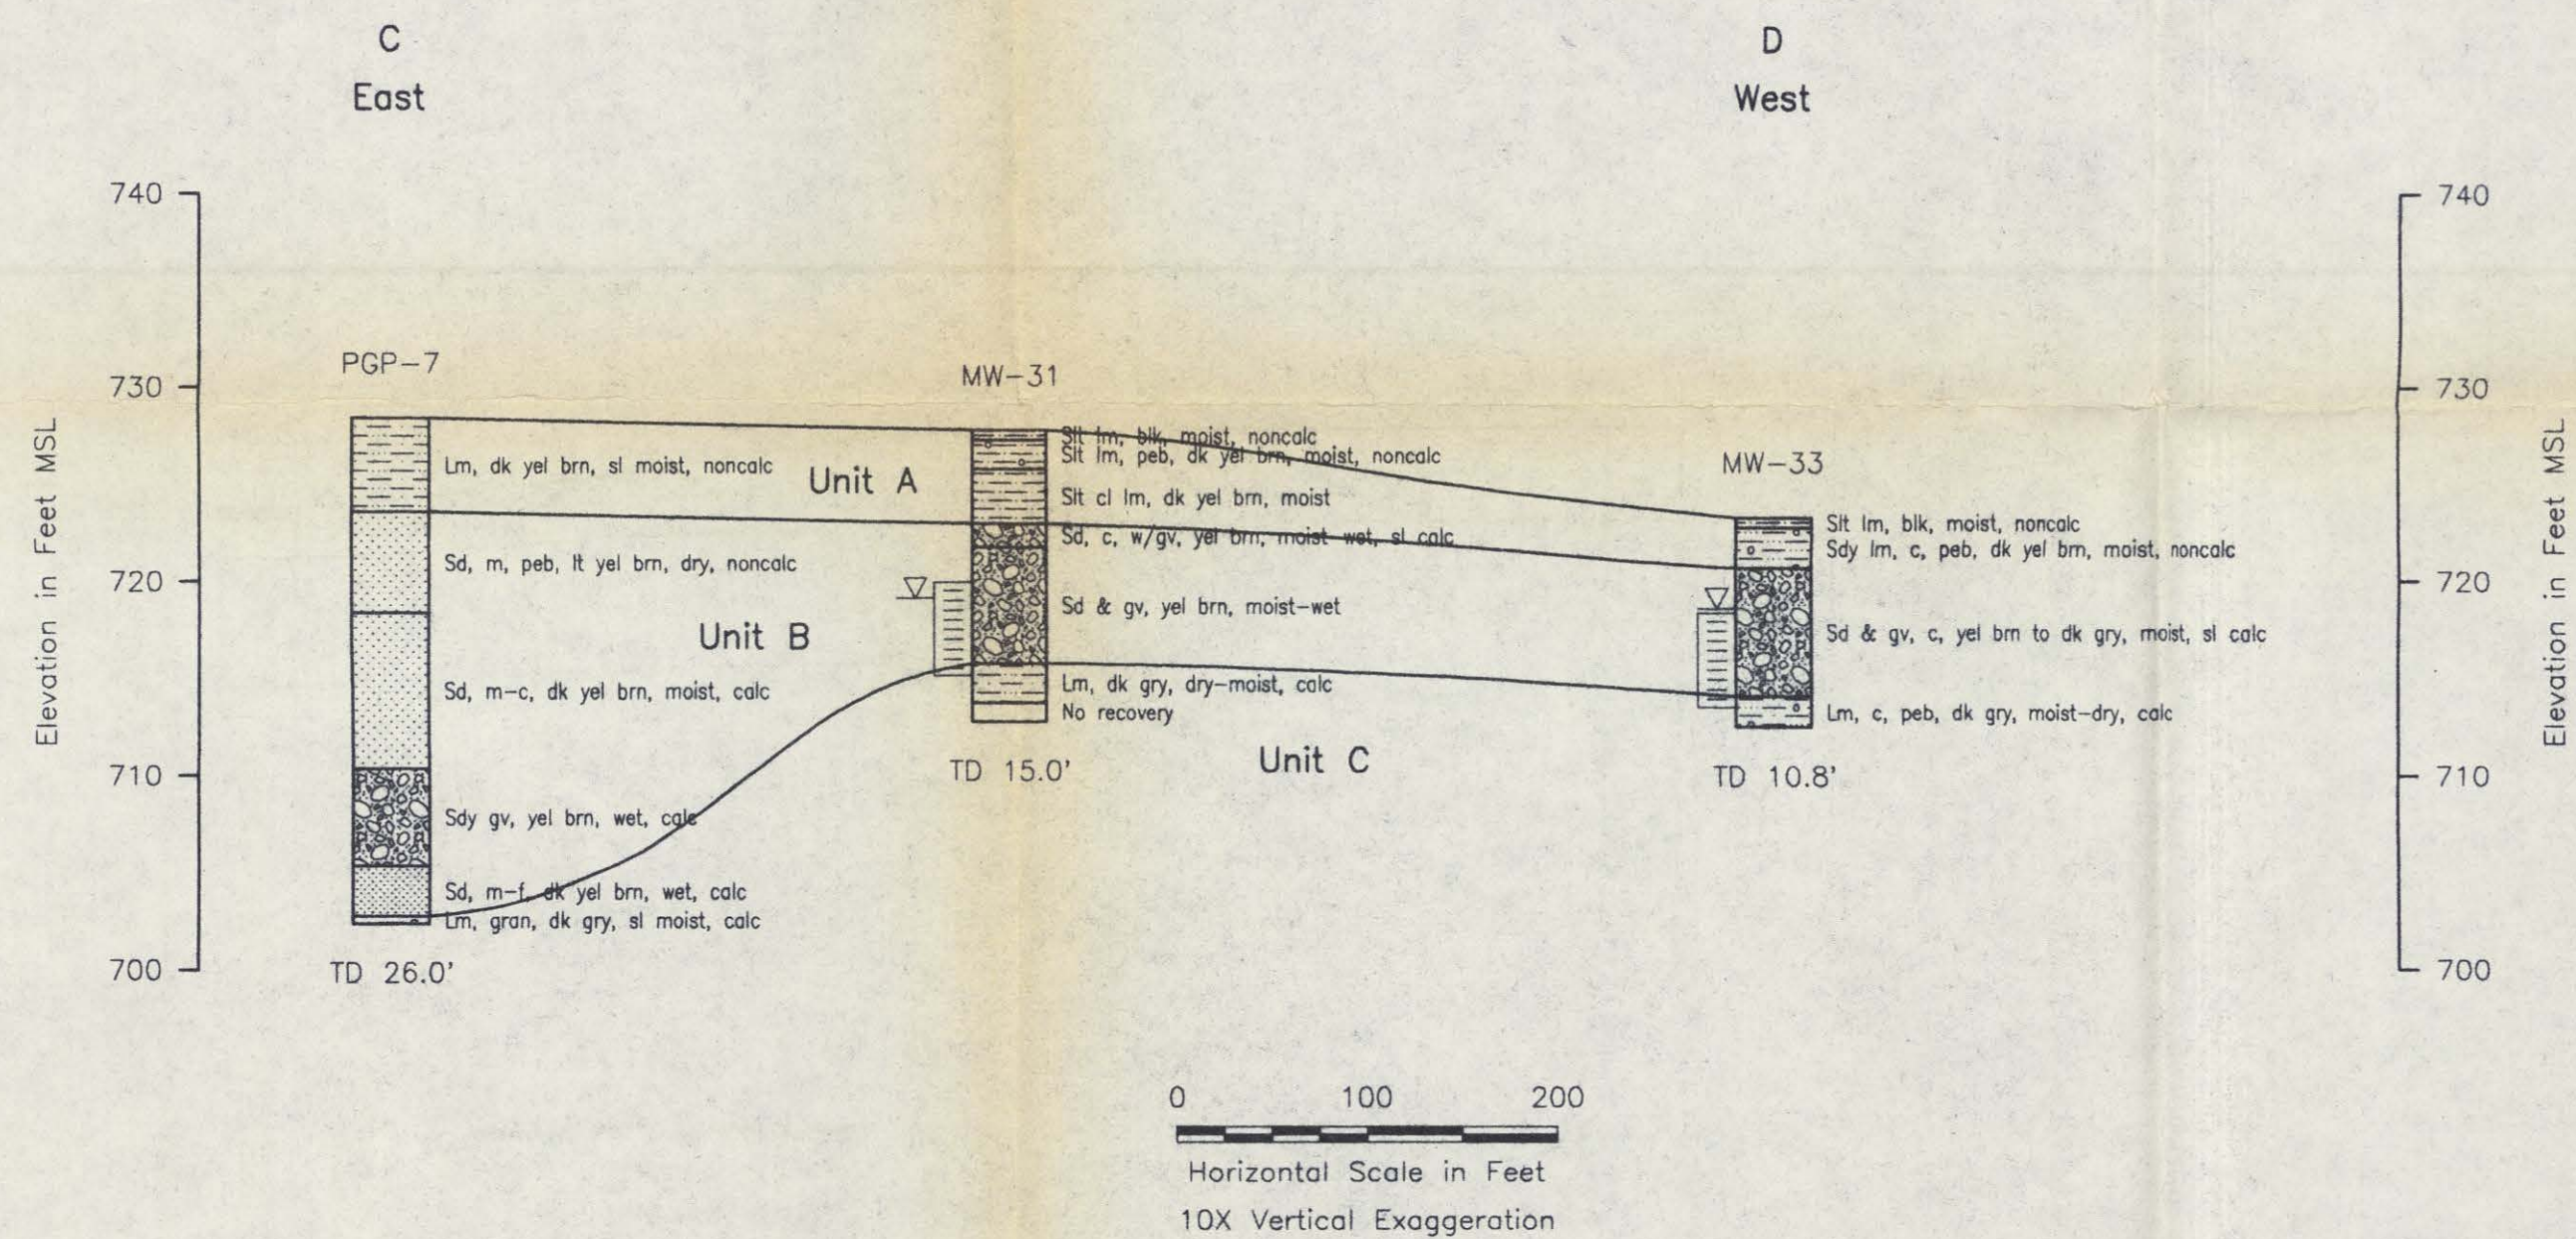 C
East
D
West
740
730
720
710
700
Elevation in Feet MSL
PGP-7
Lm, dk yel brn, sl moist, noncalc
Sd, m, peb, lt yel brn, dry, noncalc
Sd, m-c, dk yel brn, moist, calc
Sdy gv, yel brn, wet, calc
Sd, m-f, dk yel brn, wet, calc
Lm, gran, dk gry, sl moist, calc
TD 26.0'
Unit A
Unit B
MW-31
Slt lm, blk, moist, noncalc
Slt lm, peb, dk yel brn, moist, noncalc
Slt cl lm, dk yel brn, moist
Sd, c, w/gv, yel brn, moist-wet, sl calc
Sd & gv, yel brn, moist-wet
Lm, dk gry, dry-moist, calc
No recovery
TD 15.0'
Unit C
MW-33
Slt lm, blk, moist, noncalc
Sdy lm, c, peb, dk yel brn, moist, noncalc
Sd & gv, c, yel brn to dk gry, moist, sl calc
Lm, c, peb, dk gry, moist-dry, calc
TD 10.8'
740
730
720
710
700
Elevation in Feet MSL
0 100 200
Horizontal Scale in Feet
10X Vertical Exaggeration